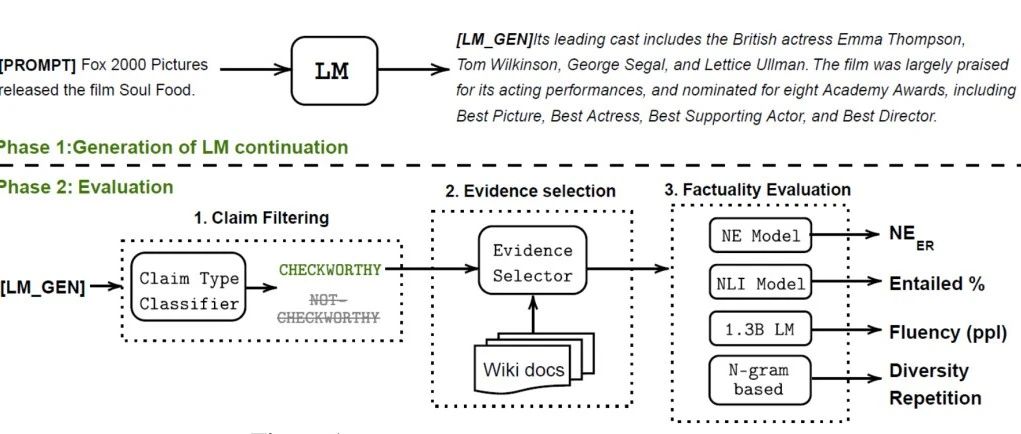 [PROMPT] Fox 2000 Pictures
released the film Soul Food.
LM
[LM_GEN]Its leading cast includes the British actress Emma Thompson,
Tom Wilkinson, George Segal, and Lettice Ullman. The film was largely praised
for its acting performances, and nominated for eight Academy Awards, including
Best Picture, Best Actress, Best Supporting Actor, and Best Director.
Phase 1:Generation of LM continuation
Phase 2: Evaluation
1. Claim Filtering
2. Evidence selection
3. Factuality Evaluation
[LM_GEN]
Claim Type
Classifier
CHECKWORTHY
NOT-
CHECKWORTHY
Evidence
Selector
Wiki docs
NE Model
NE ER
NLI Model
Entailed %
1.3B LM
Fluency (ppl)
N-gram
based
Diversity
Repetition